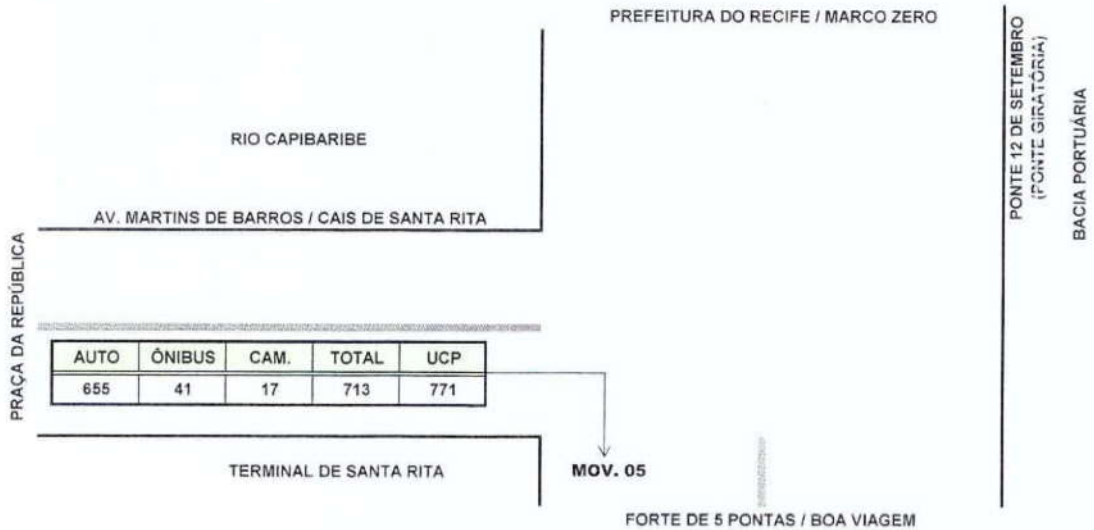 PREFEITURA DO RECIFE / MARCO ZERO
PONTE 12 DE SETEMBRO
(PONTE GIRATÓRIA)
BACIA PORTUÁRIA
RIO CAPIBARIBE
AV. MARTINS DE BARROS / CAIS DE SANTA RITA
PRAÇA DA REPÚBLICA
AUTO ÔNIBUS CAM. TOTAL UCP
655 41 17 713 771
TERMINAL DE SANTA RITA
MOV. 05
FORTE DE 5 PONTAS / BOA VIAGEM